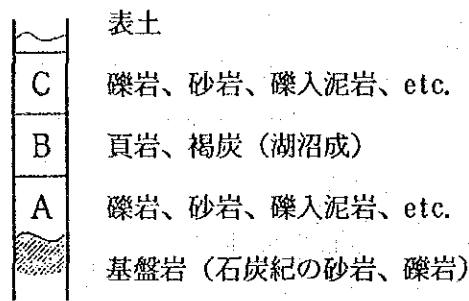 表土
C 礫岩、砂岩、礫入泥岩、etc.
B 頁岩、褐炭（湖沼成）
A 礫岩、砂岩、礫入泥岩、etc.
基盤岩（石炭紀の砂岩、礫岩）